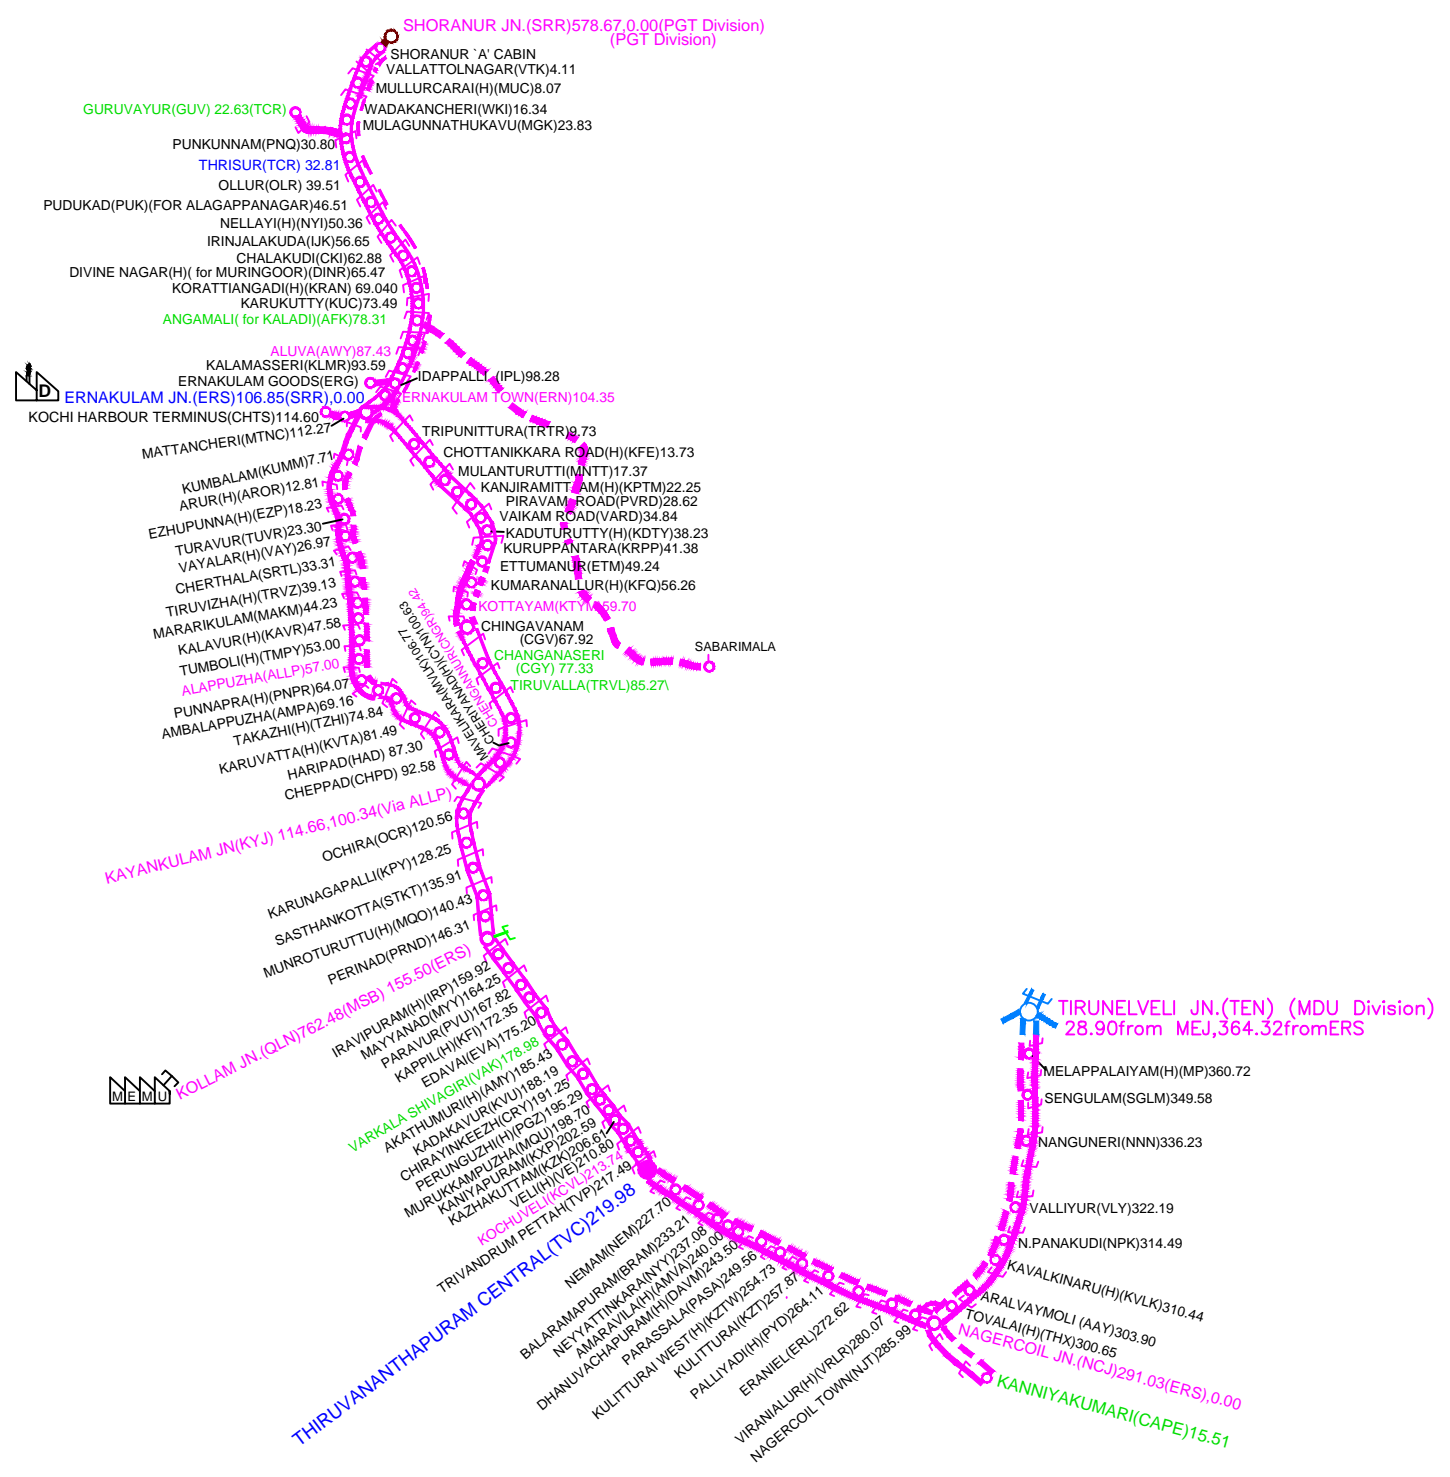 SHORANUR JN.(SRR)578.67,0.00(PGT Division)
(PGT Division)
SHORANUR `A' CABIN
VALLATTOLNAGAR(VTK)4.11
MULLURCARAI(H)(MUC)8.07
WADAKANCHERI(WKI)16.34
MULAGUNNATHUKAVU(MGK)23.83
GURUVAYUR(GUV) 22.63(TCR)
PUNKUNNAM(PNQ)30.80
THRISUR(TCR) 32.81
OLLUR(OLR) 39.51
PUDUKAD(PUK)(FOR ALAGAPPANAGAR)46.51
NELLAYI(H)(NYI)50.36
IRINJALAKUDA(IJK)56.65
CHALAKUDI(CKI)62.88
DIVINE NAGAR(H)( for MURINGOOR)(DINR)65.47
KORATTIANGADI(H)(KRAN) 69.040
KARUKUTTY(KUC)73.49
ANGAMALI( for KALADI)(AFK)78.31
ALUVA(AWY)87.43
KALAMASSERI(KLMR)93.59
ERNAKULAM GOODS(ERG)
IDAPPALLI (IPL)98.28
D
ERNAKULAM JN.(ERS)106.85(SRR),0.00
ERNAKULAM TOWN(ERN)104.35
KOCHI HARBOUR TERMINUS(CHTS)114.60
MATTANCHERI(MTNC)112.27
TRIPUNITTURA(TRTR)9.73
CHOTTANIKKARA ROAD(H)(KFE)13.73
MULANTURUTTI(MNTT)17.37
KANJIRAMITTAM(H)(KPTM)22.25
PIRAVAM ROAD(PVRD)28.62
VAIKAM ROAD(VARD)34.84
KADUTURUTTY(H)(KDTY)38.23
KURUPPANTARA(KRPP)41.38
ETTUMANUR(ETM)49.24
KUMARANALLUR(H)(KFQ)56.26
KOTTAYAM(KTYM)59.70
CHINGAVANAM
(CGV)67.92
CHANGANASERI
(CGY) 77.33
TIRUVALLA(TRVL)85.27\
SABARIMALA
CHENGANNUR(CNGR)94.42
CHERIYANAD(H)(CYN)100.63
MAVELIKARA(MVLK)106.77
KUMBALAM(KUMM)7.71
ARUR(H)(AROR)12.81
EZHUPUNNA(H)(EZP)18.23
TURAVUR(TUVR)23.30
VAYALAR(H)(VAY)26.97
CHERTHALA(SRTL)33.31
TIRUVIZHA(H)(TRVZ)39.13
MARARIKULAM(MAKM)44.23
KALAVUR(H)(KAVR)47.58
TUMBOLI(H)(TMPY)53.00
ALAPPUZHA(ALLP)57.00
PUNNAPRA(H)(PNPR)64.07
AMBALAPPUZHA(AMPA)69.16
TAKAZHI(H)(TZHI)74.84
KARUVATTA(H)(KVTA)81.49
HARIPAD(HAD) 87.30
CHEPPAD(CHPD) 92.58
KAYANKULAM JN(KYJ) 114.66,100.34(Via ALLP)
OCHIRA(OCR)120.56
KARUNAGAPALLI(KPY)128.25
SASTHANKOTTA(STKT)135.91
MUNROTURUTTU(H)(MQO)140.43
PERINAD(PRND)146.31
KOLLAM JN.(QLN)762.48(MSB) 155.50(ERS)
MEMU
IRAVIPURAM(H)(IRP)159.92
MAYYANAD(MYY)164.25
PARAVUR(PVU)167.82
KAPPIL(H)(KFI)172.35
EDAVAI(EVA)175.20
VARKALA SHIVAGIRI(VAK)178.98
AKATHUMURI(H)(AMY)185.43
KADAKAVUR(KVU)188.19
CHIRAYINKEEZH(CRY)191.25
PERUNGUZHI(H)(PGZ)195.29
MURUKKAMPUZHA(MQU)198.70
KANIYAPURAM(KXP)202.59
KAZHAKUTTAM(KZK)206.61
VELI(H)(VE)210.80
KOCHUVELI(KCVL)213.74
TRIVANDRUM PETTAH(TVP)217.49
THIRUVANANTHAPURAM CENTRAL(TVC)219.98
NEMAM(NEM)227.70
BALARAMAPURAM(BRAM)233.21
NEYYATTINKARA(NYY)237.08
AMARAVILA(H)(AMVA)240.00
DHANUVACHAPURAM(H)(DAVM)243.50
PARASSALA(PASA)249.56
KULITTURAI WEST(H)(KZTW)254.73
KULITTURAI(KZT)257.87
PALLIYADI(H)(PYD)264.11
ERANIEL(ERL)272.62
VIRANIALUR(H)(VRLR)280.07
NAGERCOIL TOWN(NJT)285.99
TIRUNELVELI JN.(TEN) (MDU Division)
28.90from MEJ,364.32fromERS
MELAPPALAIYAM(H)(MP)360.72
SENGULAM(SGLM)349.58
NANGUNERI(NNN)336.23
VALLIYUR(VLY)322.19
N.PANAKUDI(NPK)314.49
KAVALKINARU(H)(KVLK)310.44
ARALVAYMOLI (AAY)303.90
TOVALAI(H)(THX)300.65
NAGERCOIL JN.(NCJ)291.03(ERS),0.00
KANNIYAKUMARI(CAPE)15.51